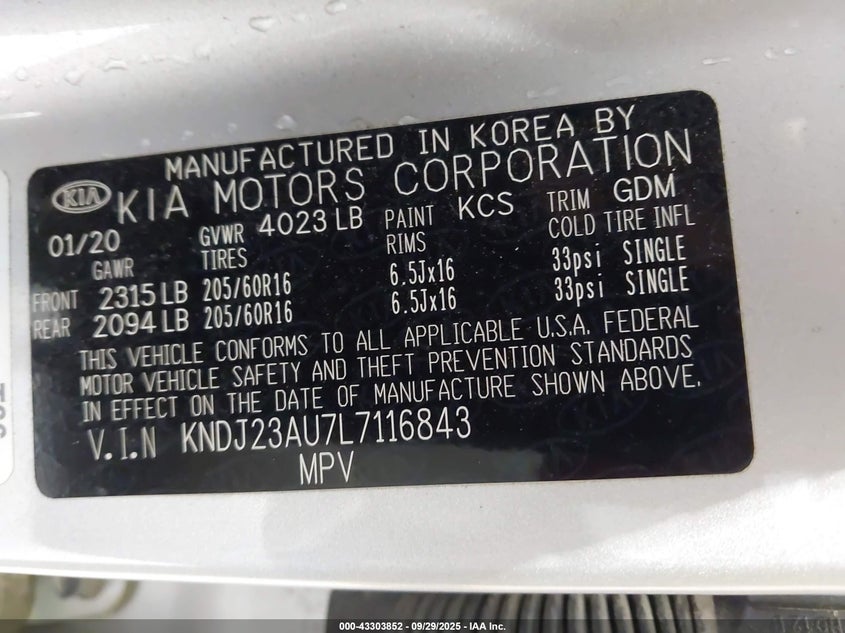 MANUFACTURED IN KOREA BY
KIA KIA MOTORS CORPORATION
01/20 GVWR 4023 LB PAINT KCS TRIM GDM
GAWR TIRES RIMS COLD TIRE INFL
FRONT 2315 LB 205/60R16 6.5Jx16 33psi SINGLE
REAR 2094 LB 205/60R16 6.5Jx16 33psi SINGLE
THIS VEHICLE CONFORMS TO ALL APPLICABLE U.S.A. FEDERAL
MOTOR VEHICLE SAFETY AND THEFT PREVENTION STANDARDS
IN EFFECT ON THE DATE OF MANUFACTURE SHOWN ABOVE.
V.I.N KNDJ23AU7L7116843
MPV
000-43303852 - 09/29/2025 - IAA Inc.